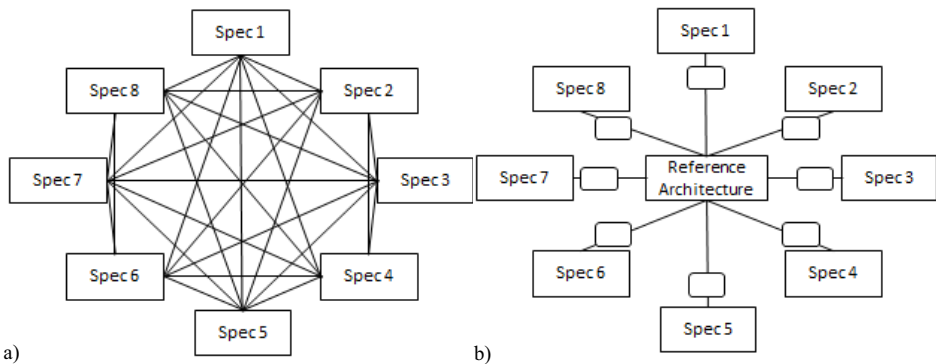 Spec 1
Spec 8
Spec 2
Spec 7
Spec 3
Spec 6
Spec 4
Spec 5
a)
Spec 1
Spec 8
Spec 2
Spec 7
Reference
Architecture
Spec 3
Spec 6
Spec 4
Spec 5
b)